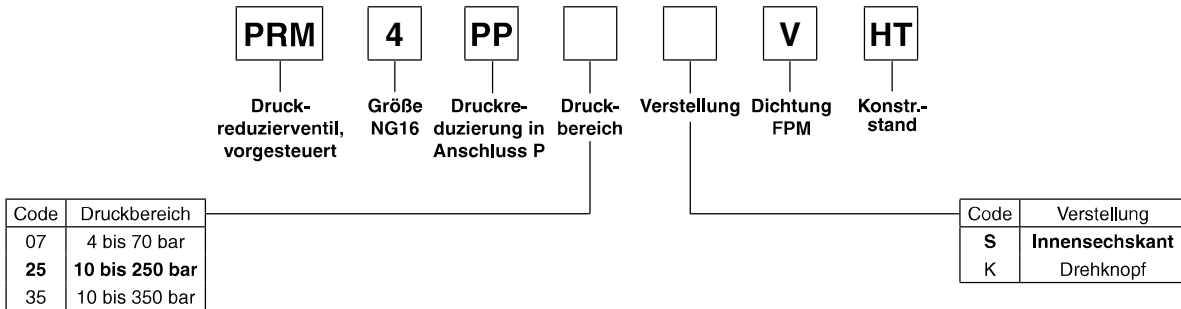 PRM 4 PP V HT
Druck-
reduzierventil,
vorgesteuert
Größe
NG16
Druckre-
duzierung in
Anschluss P
Druck-
bereich
Verstellung
Dichtung
FPM
Konstr.-
stand
Code Druckbereich
07 4 bis 70 bar
25 10 bis 250 bar
35 10 bis 350 bar
Code Verstellung
S Innensechskant
K Drehknopf